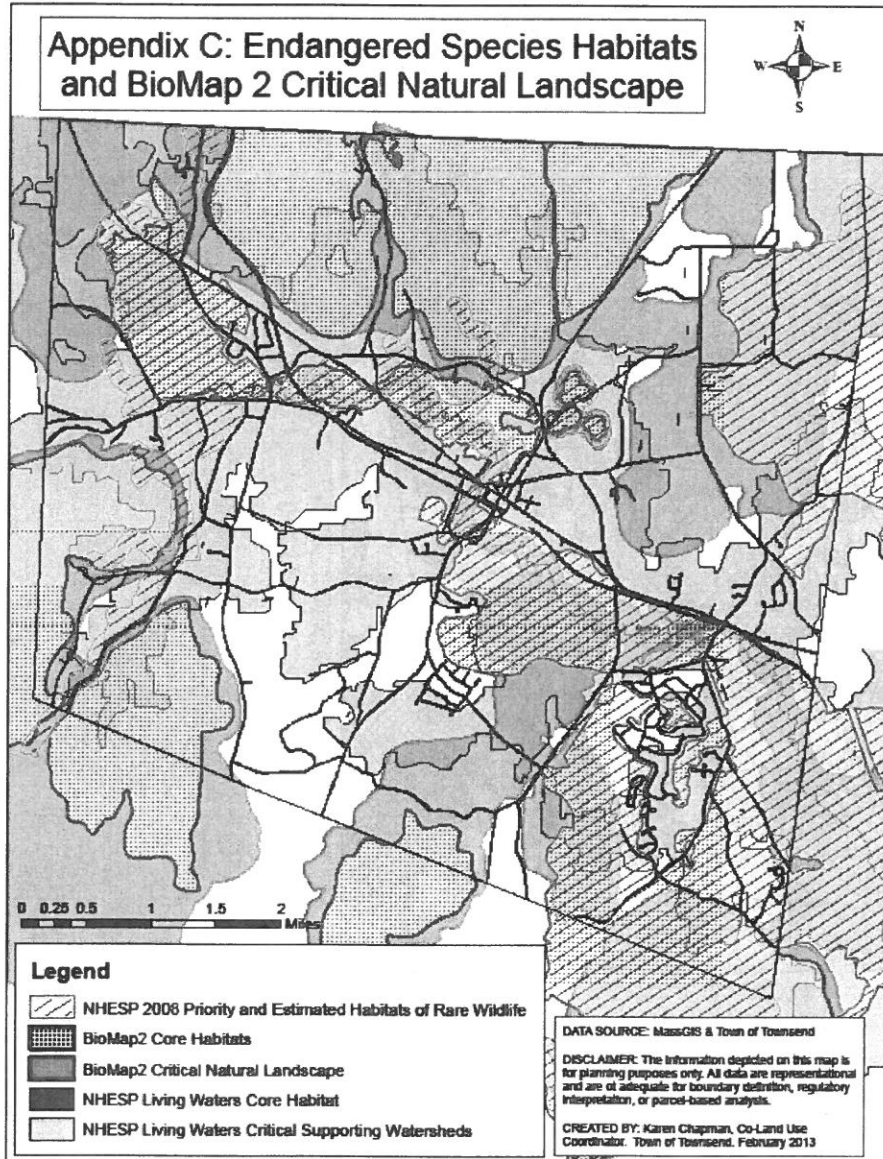 Appendix C: Endangered Species Habitats
and BioMap 2 Critical Natural Landscape
N
W E
S
0 0.25 0.5 1 1.5 2
Miles
Legend
NHESP 2008 Priority and Estimated Habitats of Rare Wildlife
BioMap2 Core Habitats
BioMap2 Critical Natural Landscape
NHESP Living Waters Core Habitat
NHESP Living Waters Critical Supporting Watersheds
DATA SOURCE: MassGIS & Town of Townsend
DISCLAIMER: The information depicted on this map is
for planning purposes only. All data are representational
and are ot adequate for boundary definition, regulatory
interpretation, or parcel-based analysis.
CREATED BY: Karen Chapman, Co-Land Use
Coordinator. Town of Townsend. February 2013